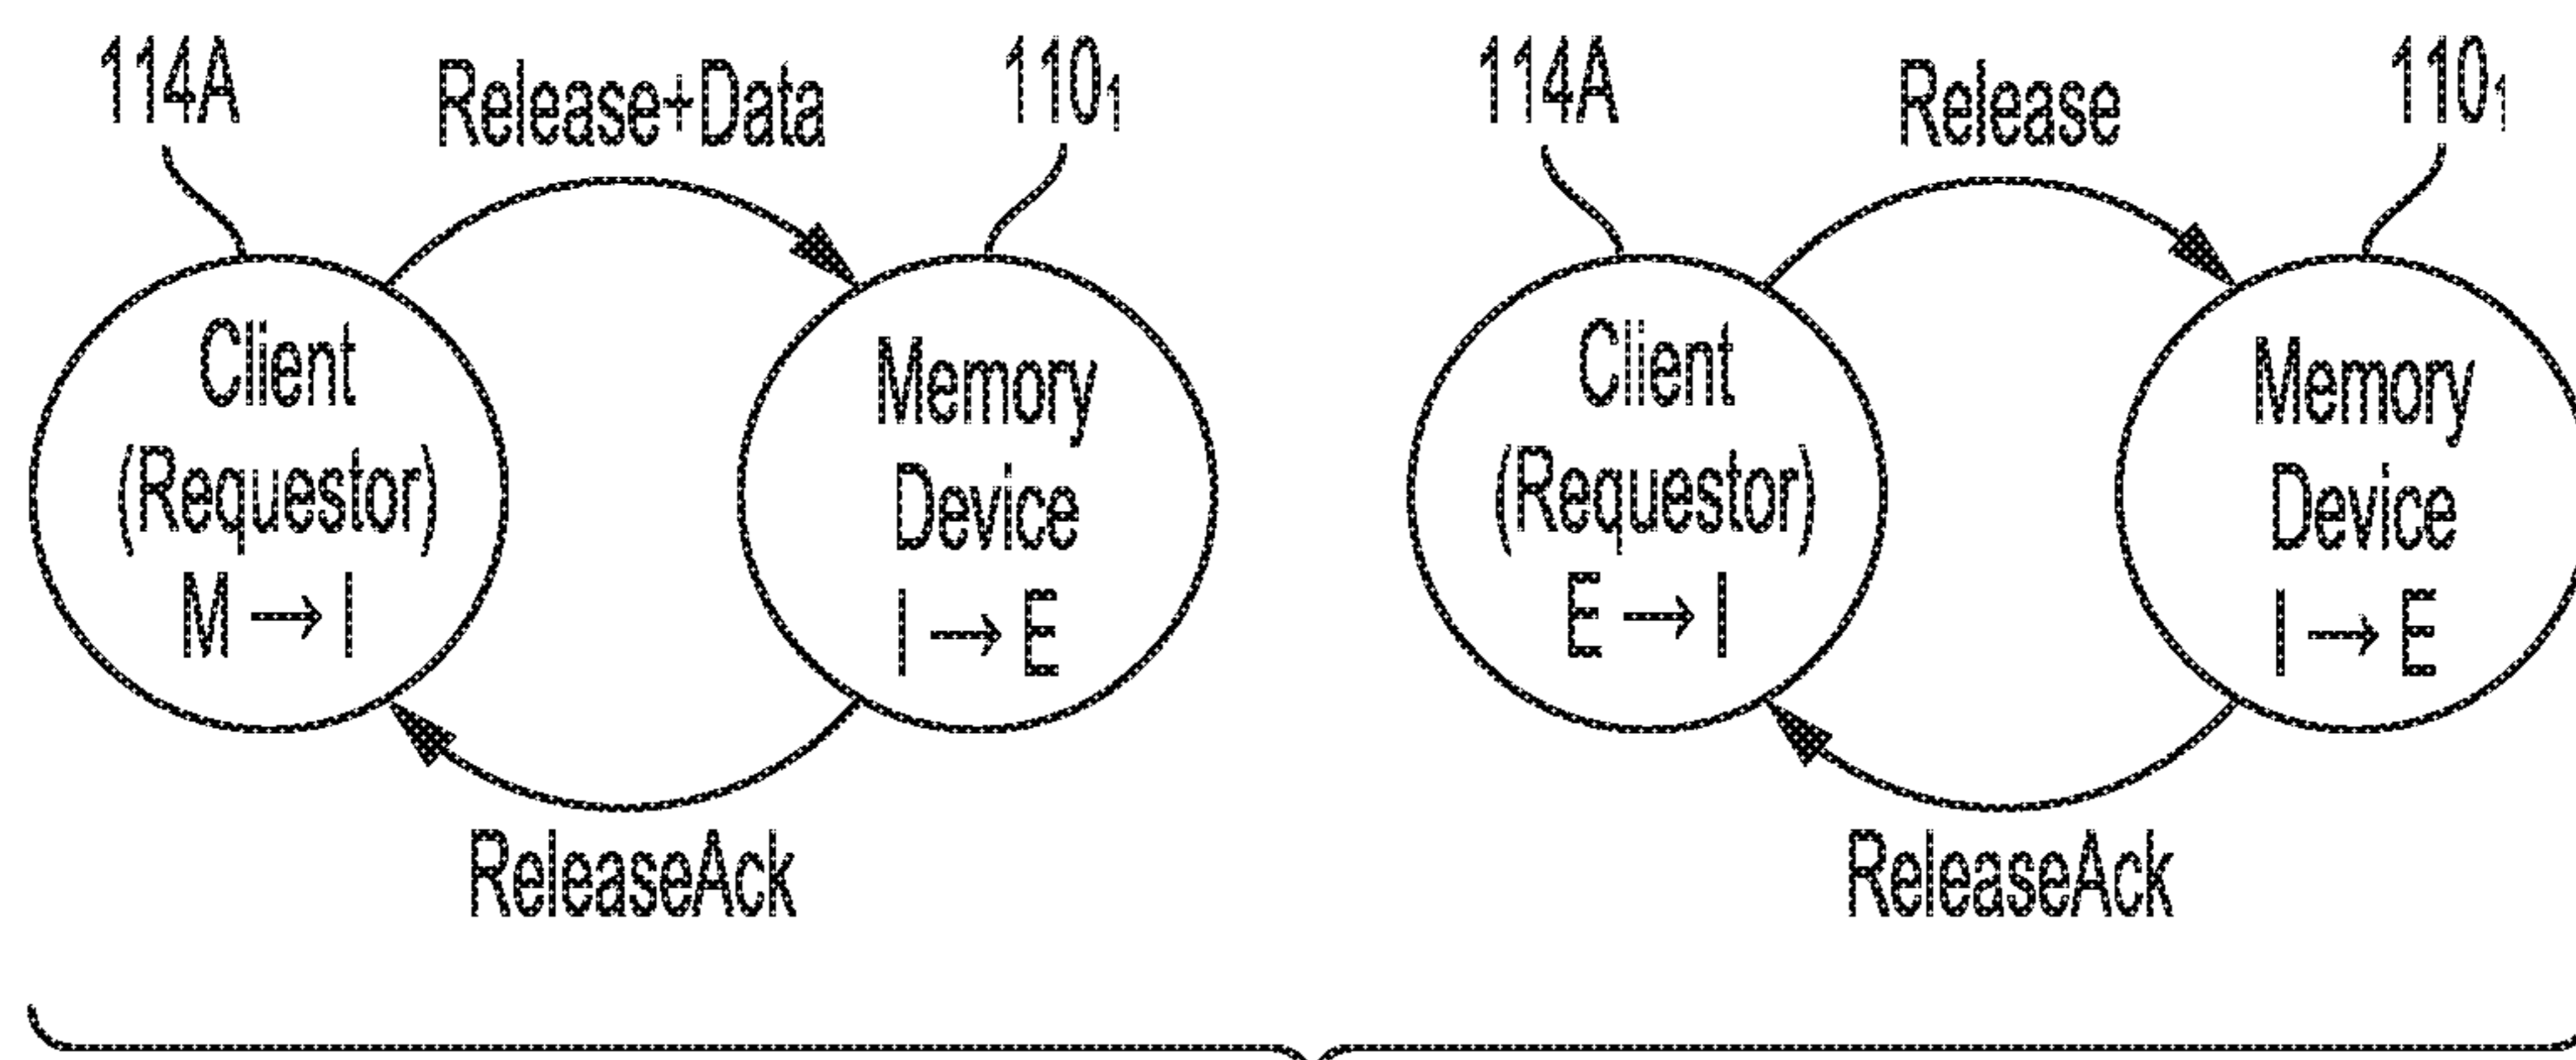 114A
Release+Data
110₁
Client
(Requestor)
M → I
Memory
Device
I → E
ReleaseAck
114A
Release
110₁
Client
(Requestor)
E → I
Memory
Device
I → E
ReleaseAck